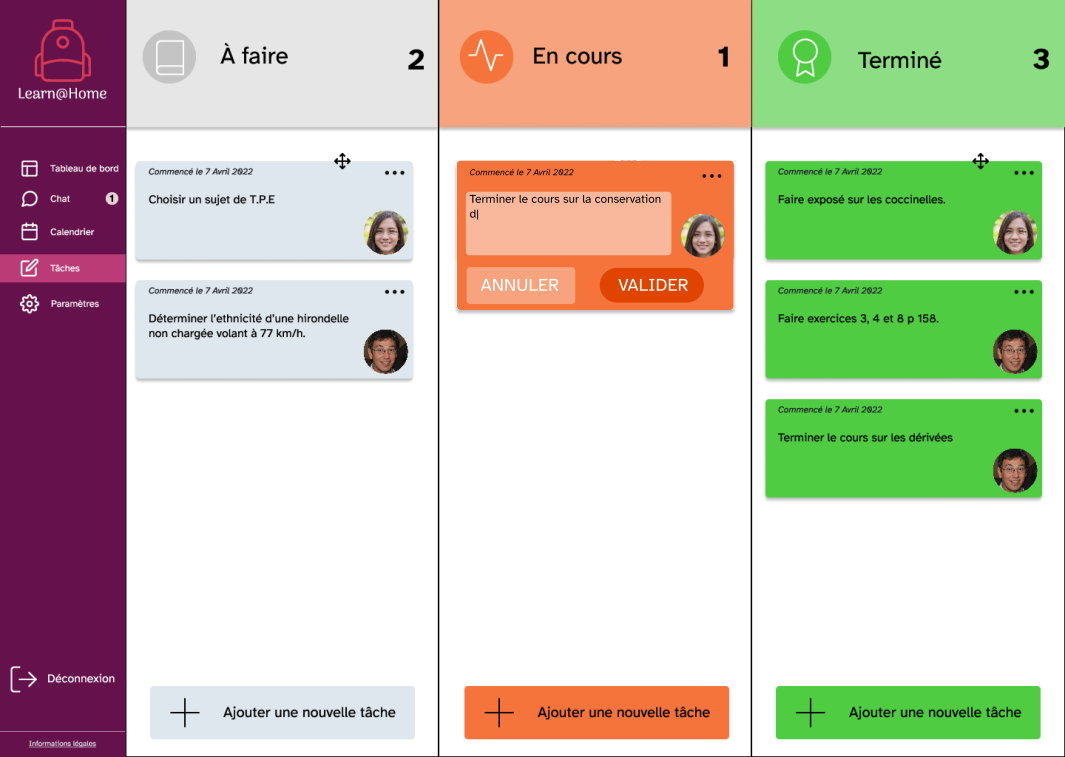 Learn@Home
Tableau de bord
Chat
1
Calendrier
Tâches
Paramètres
Déconnexion
Informations légales
À faire
2
Commencé le 7 Avril 2022
Choisir un sujet de T.P.E
Commencé le 7 Avril 2022
Déterminer l'ethnicité d'une hirondelle
non chargée volant à 77 km/h.
Ajouter une nouvelle tâche
En cours
1
Commencé le 7 Avril 2022
Terminer le cours sur la conservation
d
ANNULER
VALIDER
Ajouter une nouvelle tâche
Terminé
3
Commencé le 7 Avril 2022
Faire exposé sur les coccinelles.
Commencé le 7 Avril 2022
Faire exercices 3, 4 et 8 p 158.
Commencé le 7 Avril 2022
Terminer le cours sur les dérivées
Ajouter une nouvelle tâche